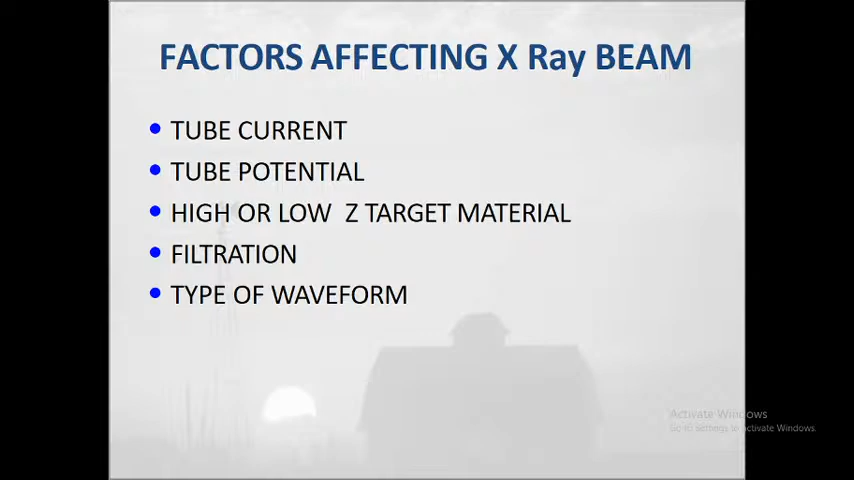 FACTORS AFFECTING X Ray BEAM
TUBE CURRENT
TUBE POTENTIAL
HIGH OR LOW Z TARGET MATERIAL
FILTRATION
TYPE OF WAVEFORM
Activate Windows
Go to Settings to activate Windows.